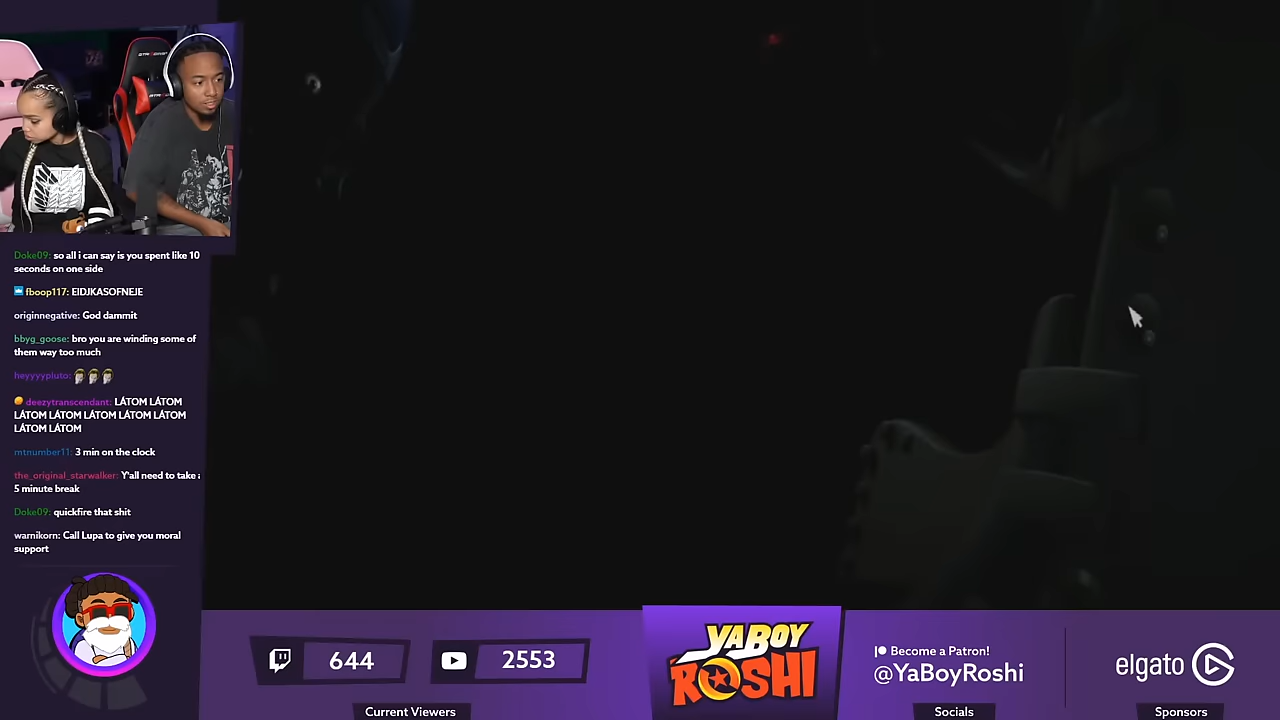 Doke09: so all i can say is you spent like 10
seconds on one side
fboop117: EIDJKASOFNEJE
originnegative: God dammit
bbyg_goose: bro you are winding some of
them way too much
heyyyypluto:
deezytranscendant: LÁTOM LÁTOM
LÁTOM LÁTOM LÁTOM LÁTOM LÁTOM
LÁTOM LÁTOM
mtnumber11: 3 min on the clock
the_original_starwalker: Y'all need to take a
5 minute break
Doke09: quickfire that shit
warnikorn: Call Lupa to give you moral
support
644
2553
Current Viewers
YABOY
ROSHI
Become a Patron!
@YaBoyRoshi
Socials
elgato
Sponsors